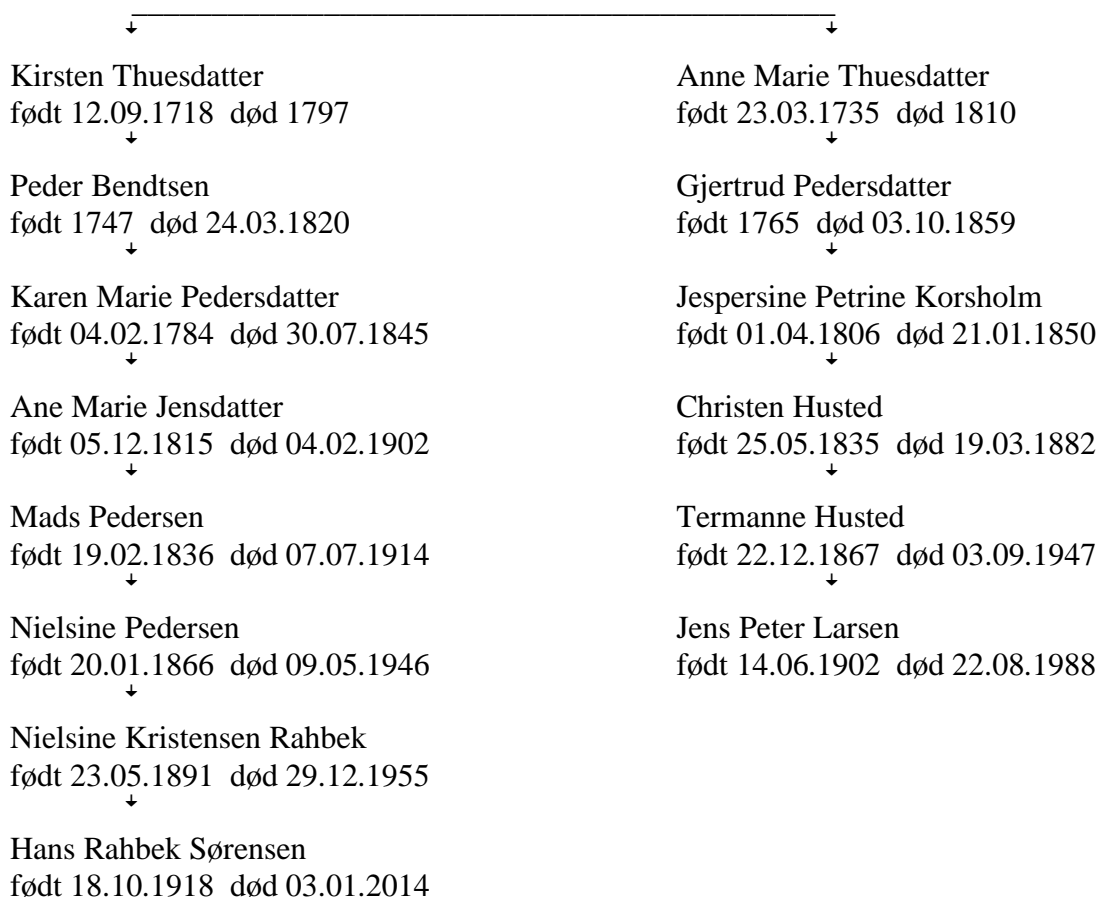 Kirsten Thuesdatter
født 12.09.1718 død 1797
Peder Bendtsen
født 1747 død 24.03.1820
Karen Marie Pedersdatter
født 04.02.1784 død 30.07.1845
Ane Marie Jensdatter
født 05.12.1815 død 04.02.1902
Mads Pedersen
født 19.02.1836 død 07.07.1914
Nielsine Pedersen
født 20.01.1866 død 09.05.1946
Nielsine Kristensen Rahbek
født 23.05.1891 død 29.12.1955
Hans Rahbek Sørensen
født 18.10.1918 død 03.01.2014
Anne Marie Thuesdatter
født 23.03.1735 død 1810
Gjertrud Pedersdatter
født 1765 død 03.10.1859
Jespersine Petrine Korsholm
født 01.04.1806 død 21.01.1850
Christen Husted
født 25.05.1835 død 19.03.1882
Termanne Husted
født 22.12.1867 død 03.09.1947
Jens Peter Larsen
født 14.06.1902 død 22.08.1988